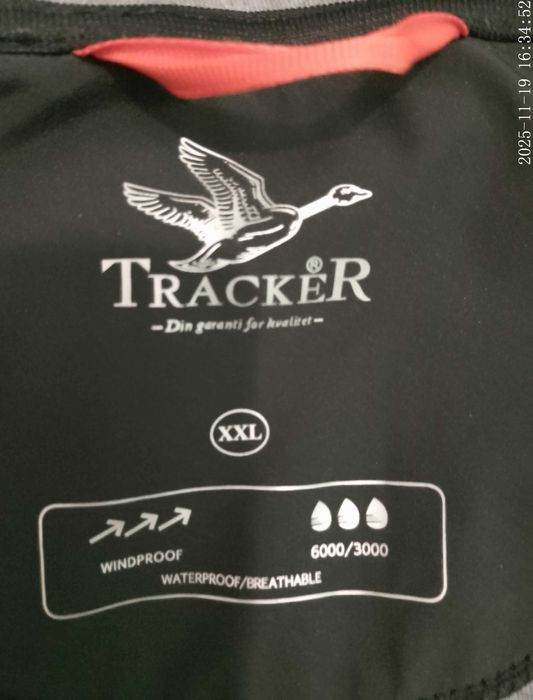 2025-11-19 16:34:52
TRACKER®
–Din garanti for kvalitet–
XXL
WINDPROOF
6000/3000
WATERPROOF/BREATHABLE